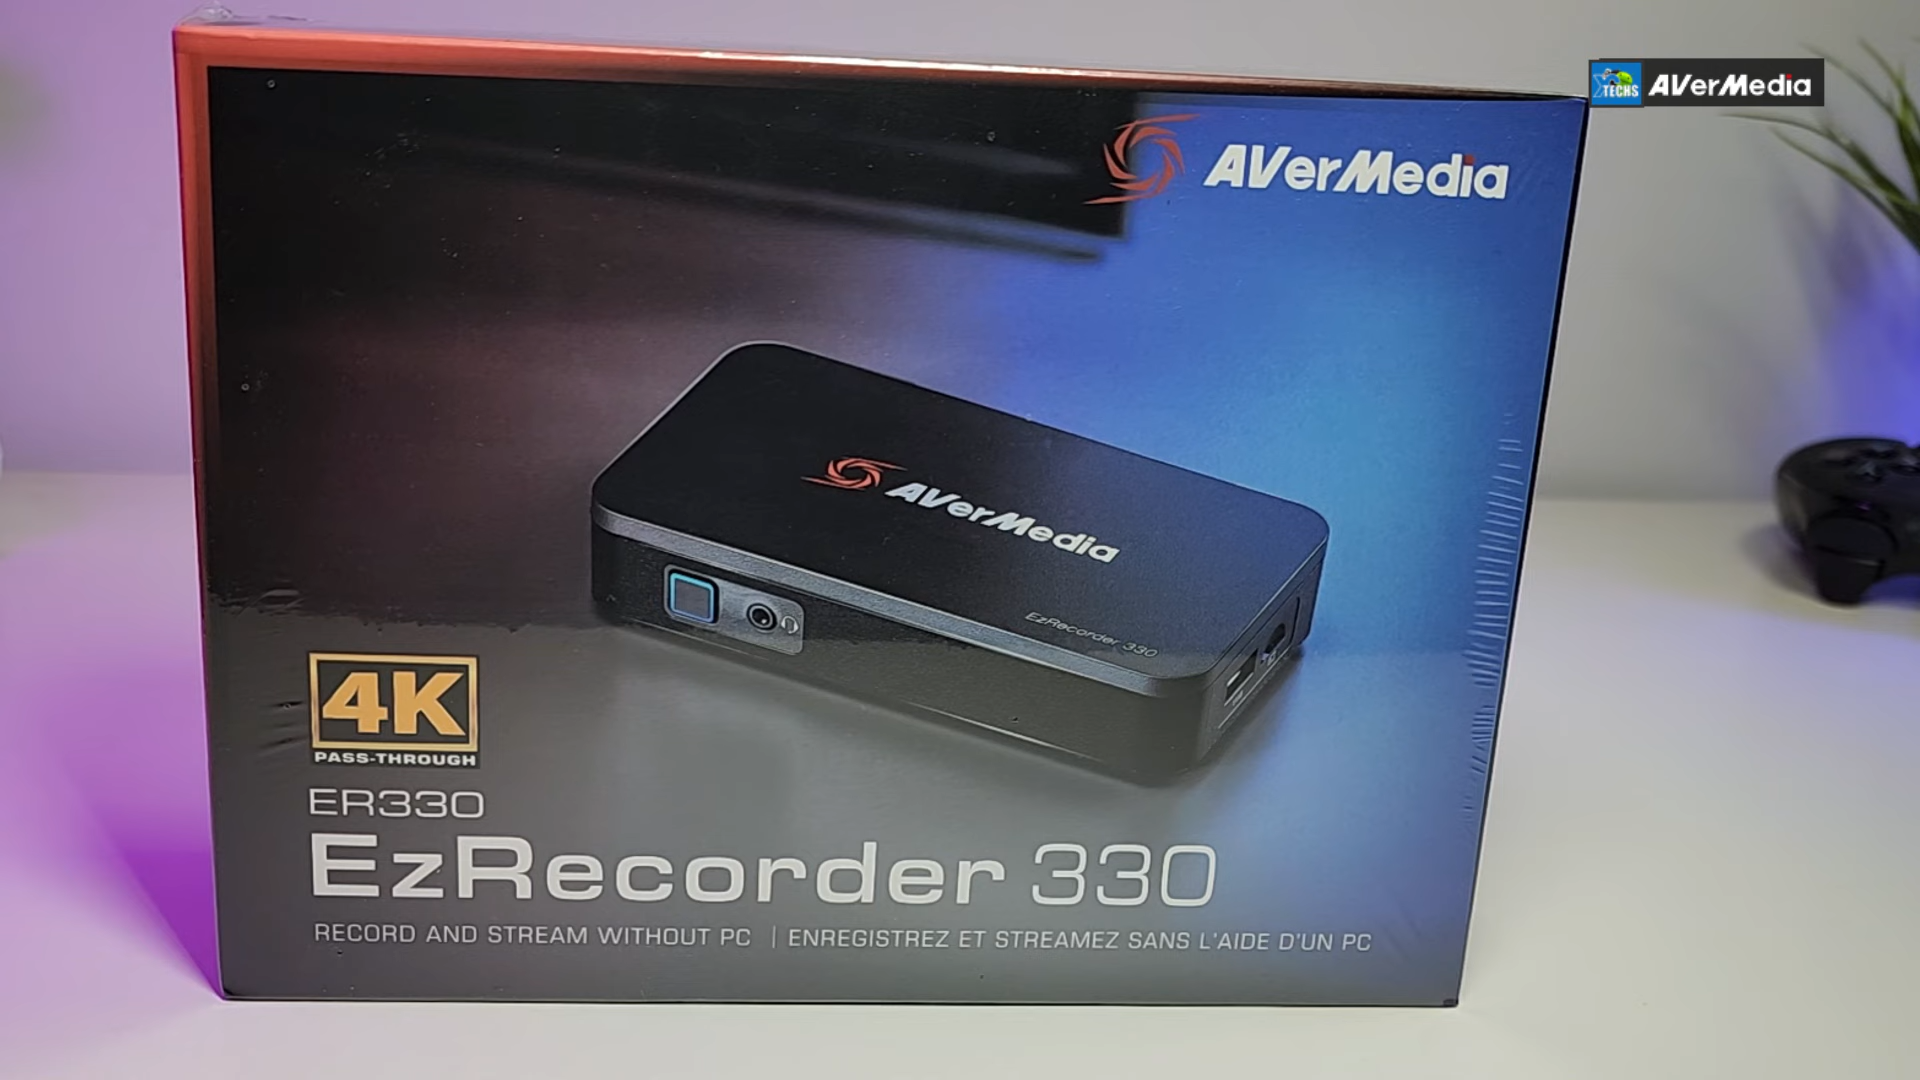 TECHS AVerMedia
AVerMedia
AVerMedia
EzRecorder 330
4K
PASS-THROUGH
ER330
EzRecorder 330
RECORD AND STREAM WITHOUT PC | ENREGISTREZ ET STREAMEZ SANS L'AIDE D'UN PC